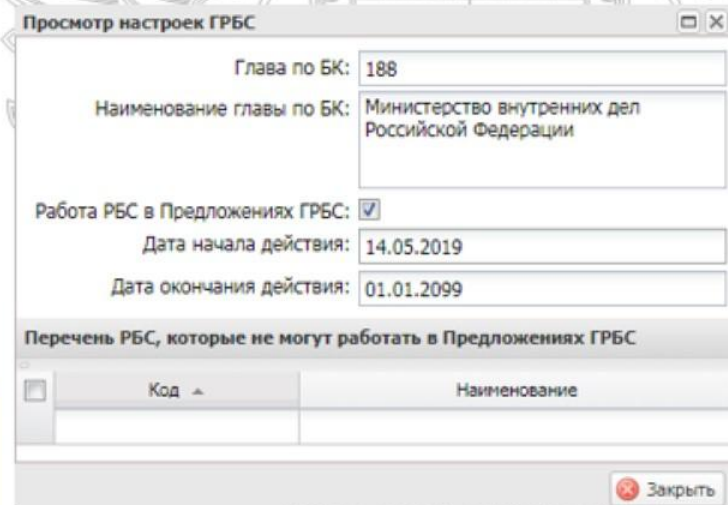 Просмотр настроек ГРБС
Глава по БК: 188
Наименование главы по БК: Министерство внутренних дел
Российской Федерации
Работа РБС в Предложениях ГРБС:
Дата начала действия: 14.05.2019
Дата окончания действия: 01.01.2099
Перечень РБС, которые не могут работать в Предложениях ГРБС
Код Наименование
Закрыть